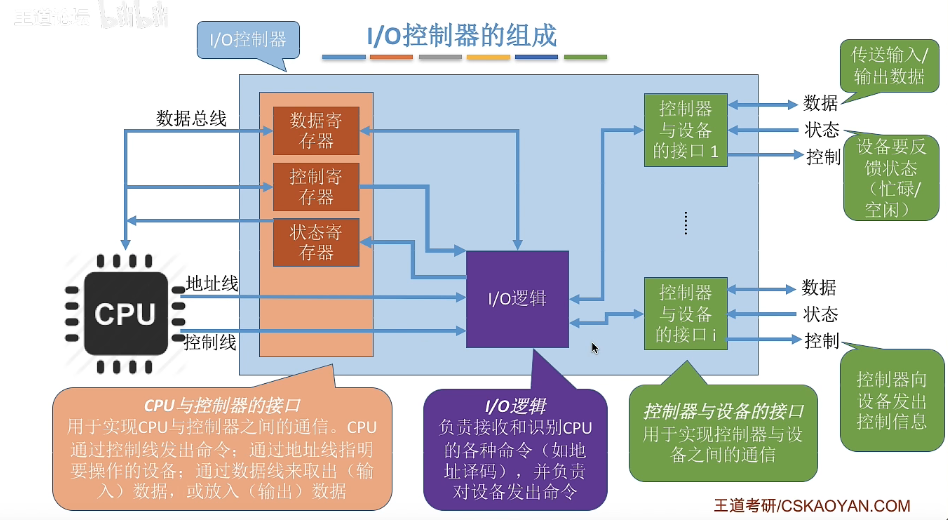 王道论坛 bilibili
I/O控制器的组成
I/O控制器
传送输入/
输出数据
数据总线
数据寄
存器
控制寄
存器
状态寄
存器
控制器
与设备
的接口 1
数据
状态
控制
设备要反
馈状态
（忙碌/
空闲）
CPU
地址线
控制线
I/O逻辑
控制器
与设备
的接口 i
数据
状态
控制
CPU与控制器的接口
用于实现CPU与控制器之间的通信。CPU
通过控制线发出命令；通过地址线指明
要操作的设备；通过数据线来取出（输
入）数据，或放入（输出）数据
I/O逻辑
负责接收和识别CPU
的各种命令（如地
址译码），并负责
对设备发出命令
控制器与设备的接口
用于实现控制器与设
备之间的通信
控制器向
设备发出
控制信息
王道考研/CSKAOYAN.COM